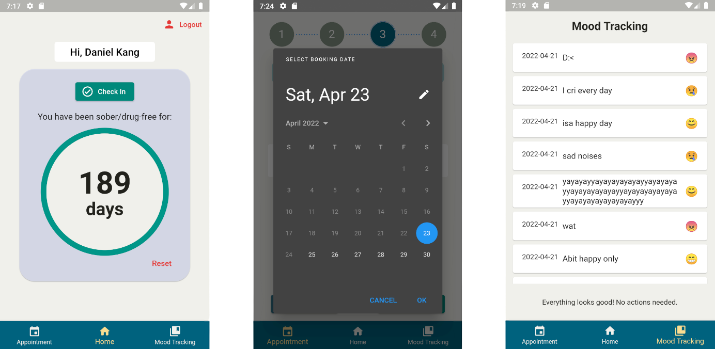 7:17
Logout
Hi, Daniel Kang
Check In
You have been sober/drug free for:
189
days
Reset
Appointment
Home
Mood Tracking
7:24
1 2 3 4
SELECT BOOKING DATE
Sat, Apr 23
April 2022
S M T W T F S
1 2
3 4 5 6 7 8 9
10 11 12 13 14 15 16
17 18 19 20 21 22 23
24 25 26 27 28 29 30
CANCEL OK
Appointment
Home
Mood Tracking
7:19
Mood Tracking
2022-04-21 D:<
2022-04-21 I cri every day
2022-04-21 isa happy day
2022-04-21 sad noises
2022-04-21
2022-04-21 wat
2022-04-21 Abit happy only
Everything looks good! No actions needed.
Appointment
Home
Mood Tracking